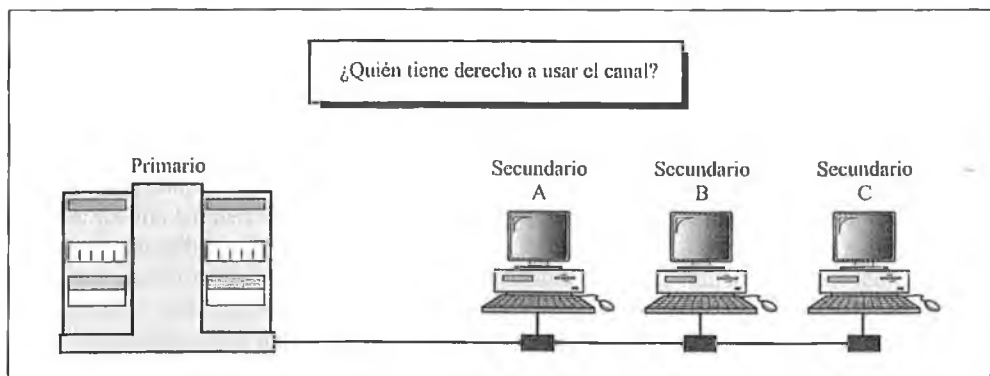 ¿Quién tiene derecho a usar el canal?
Primario
Secundario
A
Secundario
B
Secundario
C